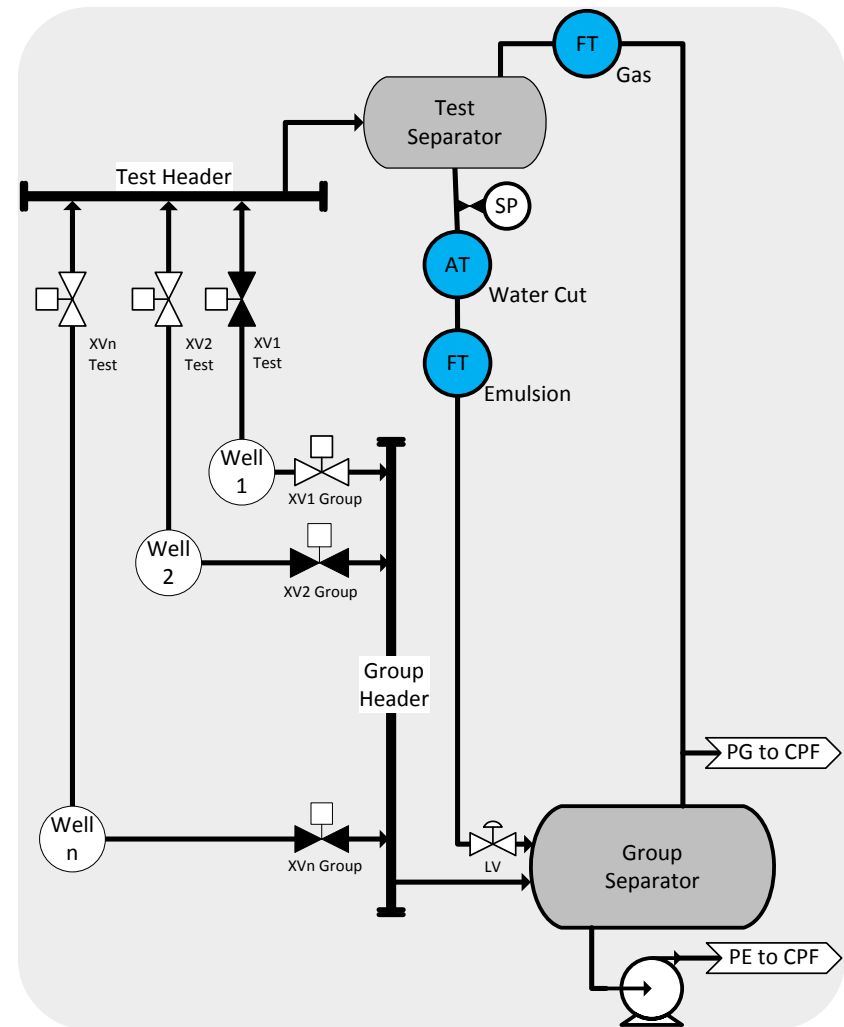 FT
Gas
Test
Separator
Test Header
SP
AT
Water Cut
XVn
Test
XV2
Test
XV1
Test
FT
Emulsion
Well
1
XV1 Group
Well
2
XV2 Group
Group
Header
PG to CPF
Well
n
XVn Group
LV
Group
Separator
PE to CPF